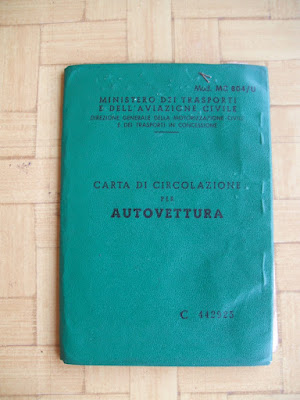 Mod. MC 804/U
MINISTERO DEI TRASPORTI
E DELL'AVIAZIONE CIVILE
DIREZIONE GENERALE DELLA MOTORIZZAZIONE CIVILE
E DEI TRASPORTI IN CONCESSIONE
CARTA DI CIRCOLAZIONE
PER
AUTOVETTURA
C